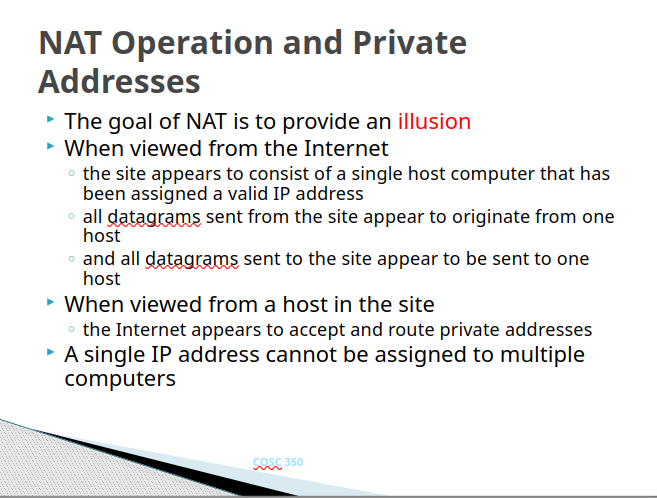 NAT Operation and Private
Addresses
The goal of NAT is to provide an illusion
When viewed from the Internet
the site appears to consist of a single host computer that has
been assigned a valid IP address
all datagrams sent from the site appear to originate from one
host
and all datagrams sent to the site appear to be sent to one
host
When viewed from a host in the site
the Internet appears to accept and route private addresses
A single IP address cannot be assigned to multiple
computers
COSC 350